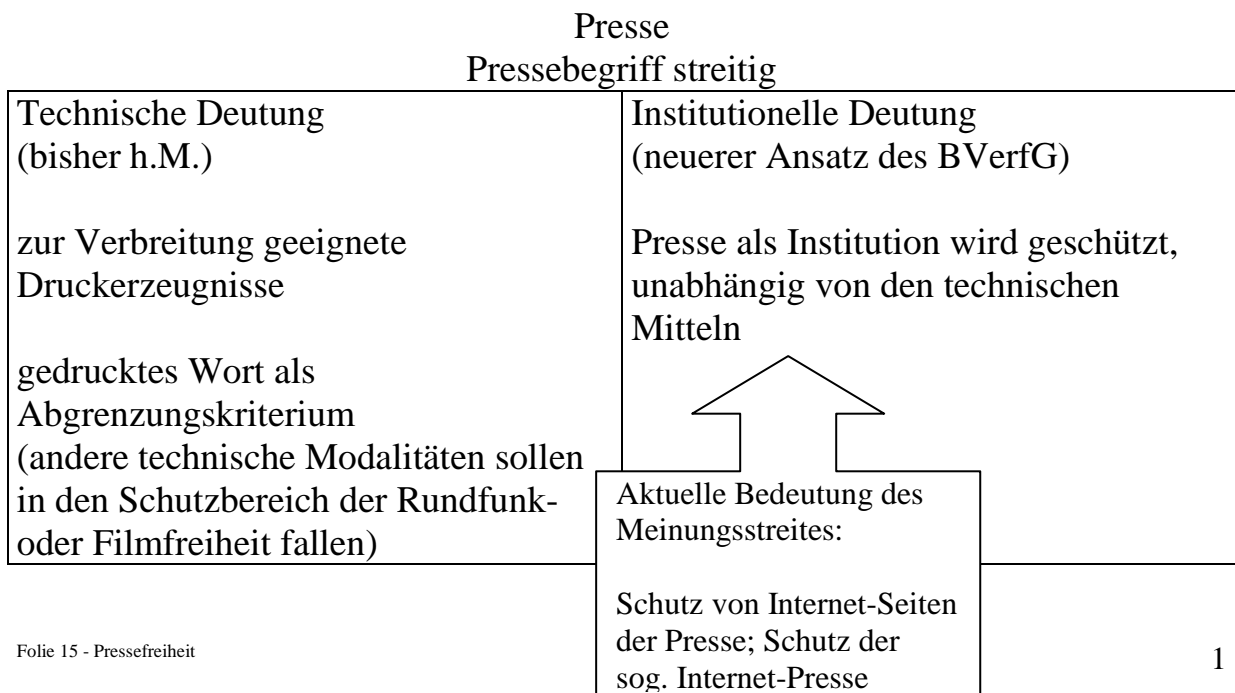 Presse
Pressebegriff streitig
Technische Deutung
(bisher h.M.)
zur Verbreitung geeignete
Druckerzeugnisse
gedrucktes Wort als
Abgrenzungskriterium
(andere technische Modalitäten sollen
in den Schutzbereich der Rundfunk-
oder Filmfreiheit fallen)
Institutionelle Deutung
(neuerer Ansatz des BVerfG)
Presse als Institution wird geschützt,
unabhängig von den technischen
Mitteln
Aktuelle Bedeutung des
Meinungsstreites:
Schutz von Internet-Seiten
der Presse; Schutz der
sog. Internet-Presse
Folie 15 - Pressefreiheit
1